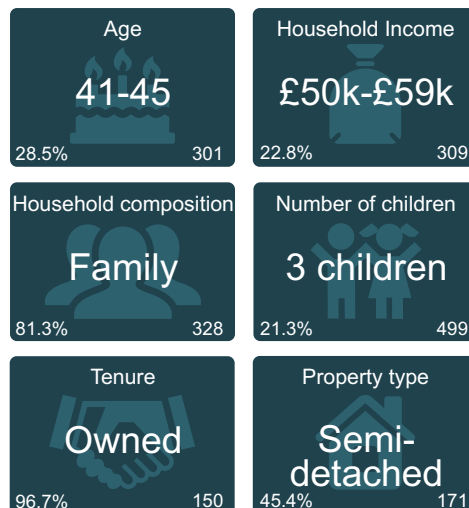 Age
41-45
28.5% 301
Household Income
£50k-£59k
22.8% 309
Household composition
Family
81.3% 328
Number of children
3 children
21.3% 499
Tenure
Owned
96.7% 150
Property type
Semi-
detached
45.4% 171